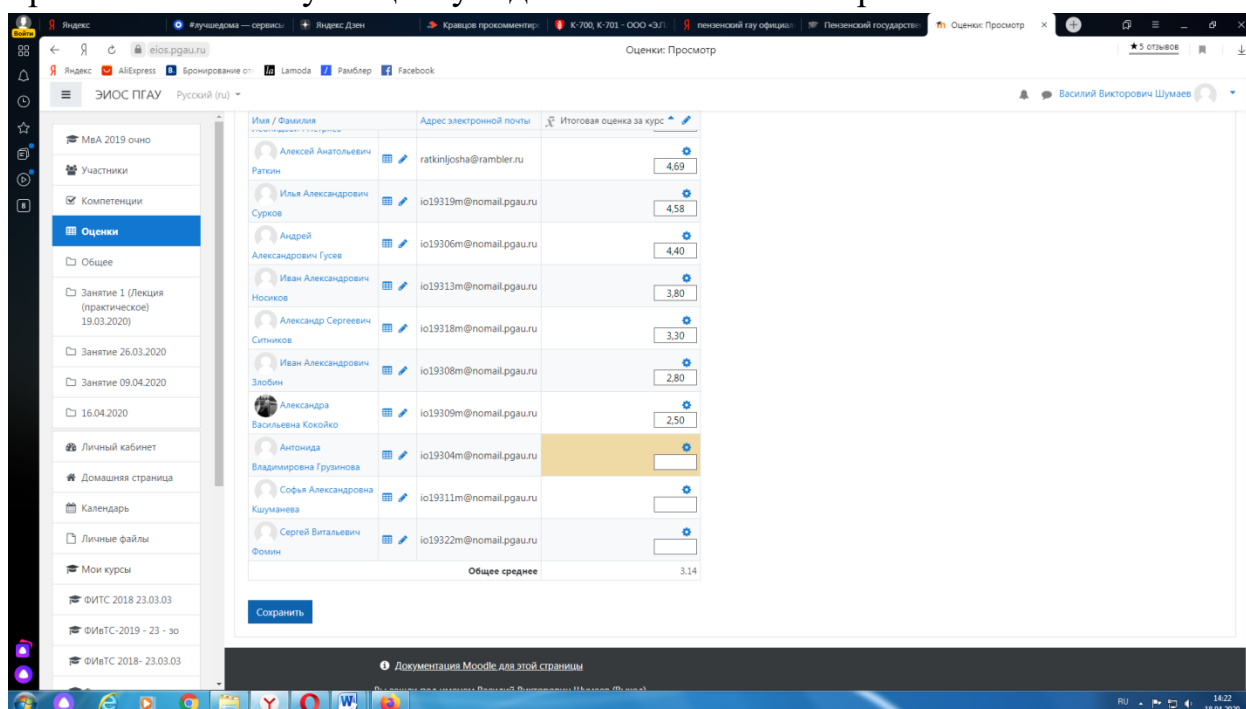 Войти
Яндекс
#лучшедома — сервисы
Яндекс Дзен
Кравцов прокомментир
К-700, К-701 - ООО «ЭЛ
пензенский гау официал
Пензенский государстве
Оценки: Просмотр
eios.pgau.ru
Оценки: Просмотр
★5 отзывов
Яндекс
AliExpress
Бронирование от
Lamoda
Рамблер
Facebook
ЭИОС ПГАУ
Русский (ru)
Василий Викторович Шумаев
МвА 2019 очно
Участники
Компетенции
Оценки
Общее
Занятие 1 (Лекция
(практическое)
19.03.2020)
Занятие 26.03.2020
Занятие 09.04.2020
16.04.2020
Личный кабинет
Домашняя страница
Календарь
Личные файлы
Мои курсы
ФИТС 2018 23.03.03
ФИвТС-2019 - 23 - зо
ФИвТС 2018- 23.03.03
Имя / Фамилия
Адрес электронной почты
Итоговая оценка за курс
Алексей Анатольевич
Раткин
ratkinljosha@rambler.ru
4,69
Илья Александрович
Сурков
io19319m@nomail.pgau.ru
4,58
Андрей
Александрович Гусев
io19306m@nomail.pgau.ru
4,40
Иван Александрович
Носиков
io19313m@nomail.pgau.ru
3,80
Александр Сергеевич
Ситников
io19318m@nomail.pgau.ru
3,30
Иван Александрович
Злобин
io19308m@nomail.pgau.ru
2,80
Александра
Васильевна Кокойко
io19309m@nomail.pgau.ru
2,50
Антонида
Владимировна Грузинова
io19304m@nomail.pgau.ru
Софья Александровна
Кшуманева
io19311m@nomail.pgau.ru
Сергей Витальевич
Фомин
io19322m@nomail.pgau.ru
Общее среднее
3,14
Сохранить
Документация Moodle для этой страницы
RU
14:22